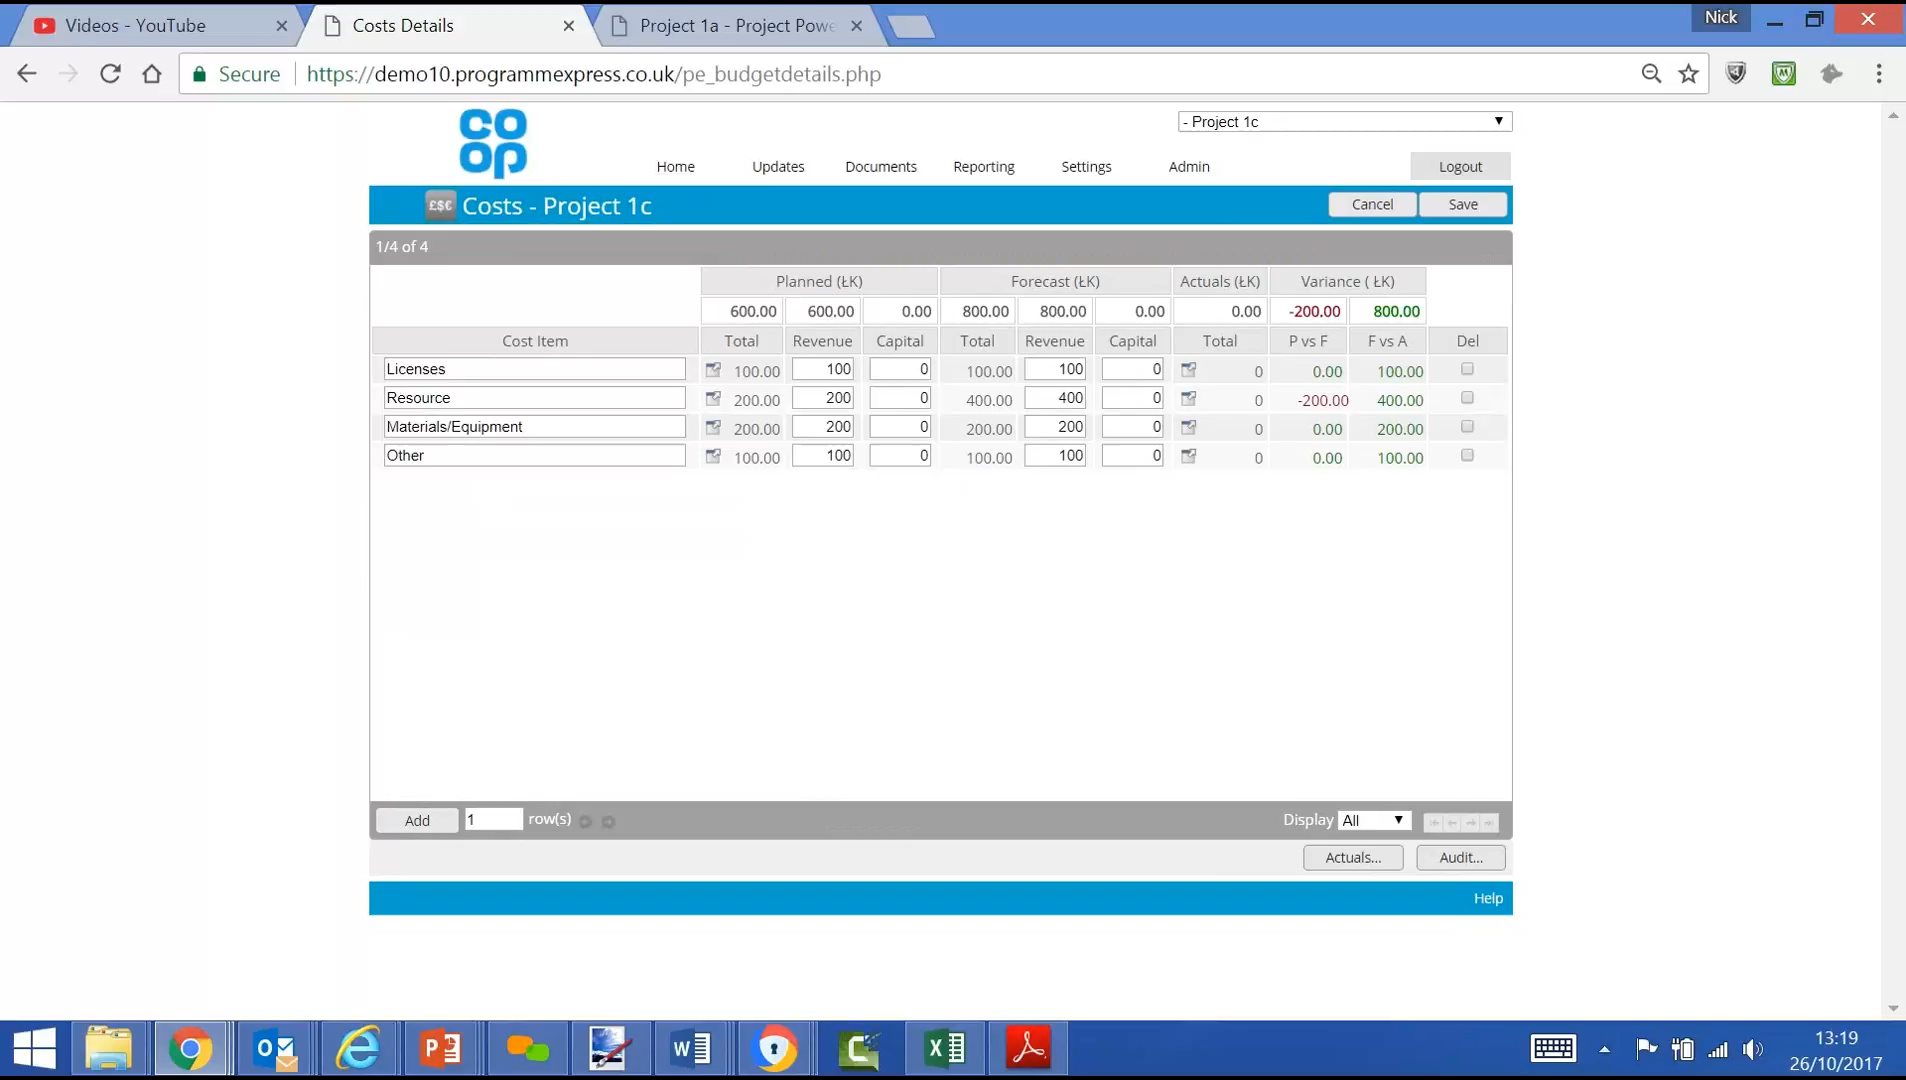 Videos - YouTube
Costs Details
Project 1a - Project Powe
Nick
Secure
https://demo10.programmexpress.co.uk/pe_budgetdetails.php
co
op
- Project 1c
Home Updates Documents Reporting Settings Admin Logout
£$€ Costs - Project 1c Cancel Save
1/4 of 4
Planned (ŁK) Forecast (ŁK) Actuals (ŁK) Variance ( ŁK)
600.00 600.00 0.00 800.00 800.00 0.00 0.00 -200.00 800.00
Cost Item Total Revenue Capital Total Revenue Capital Total P vs F F vs A Del
Licenses 100.00 100 0 100.00 100 0 0 0.00 100.00
Resource 200.00 200 0 400.00 400 0 0 -200.00 400.00
Materials/Equipment 200.00 200 0 200.00 200 0 0 0.00 200.00
Other 100.00 100 0 100.00 100 0 0 0.00 100.00
Add 1 row(s) Display All
Actuals... Audit...
Help
13:19
26/10/2017